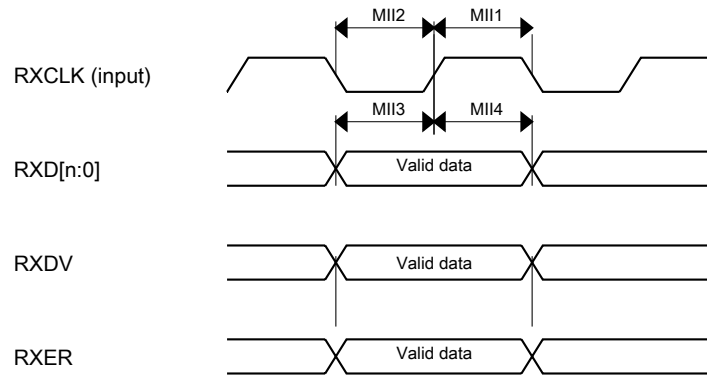 MII2 MII1
RXCLK (input)
MII3 MII4
RXD[n:0] Valid data
RXDV Valid data
RXER Valid data